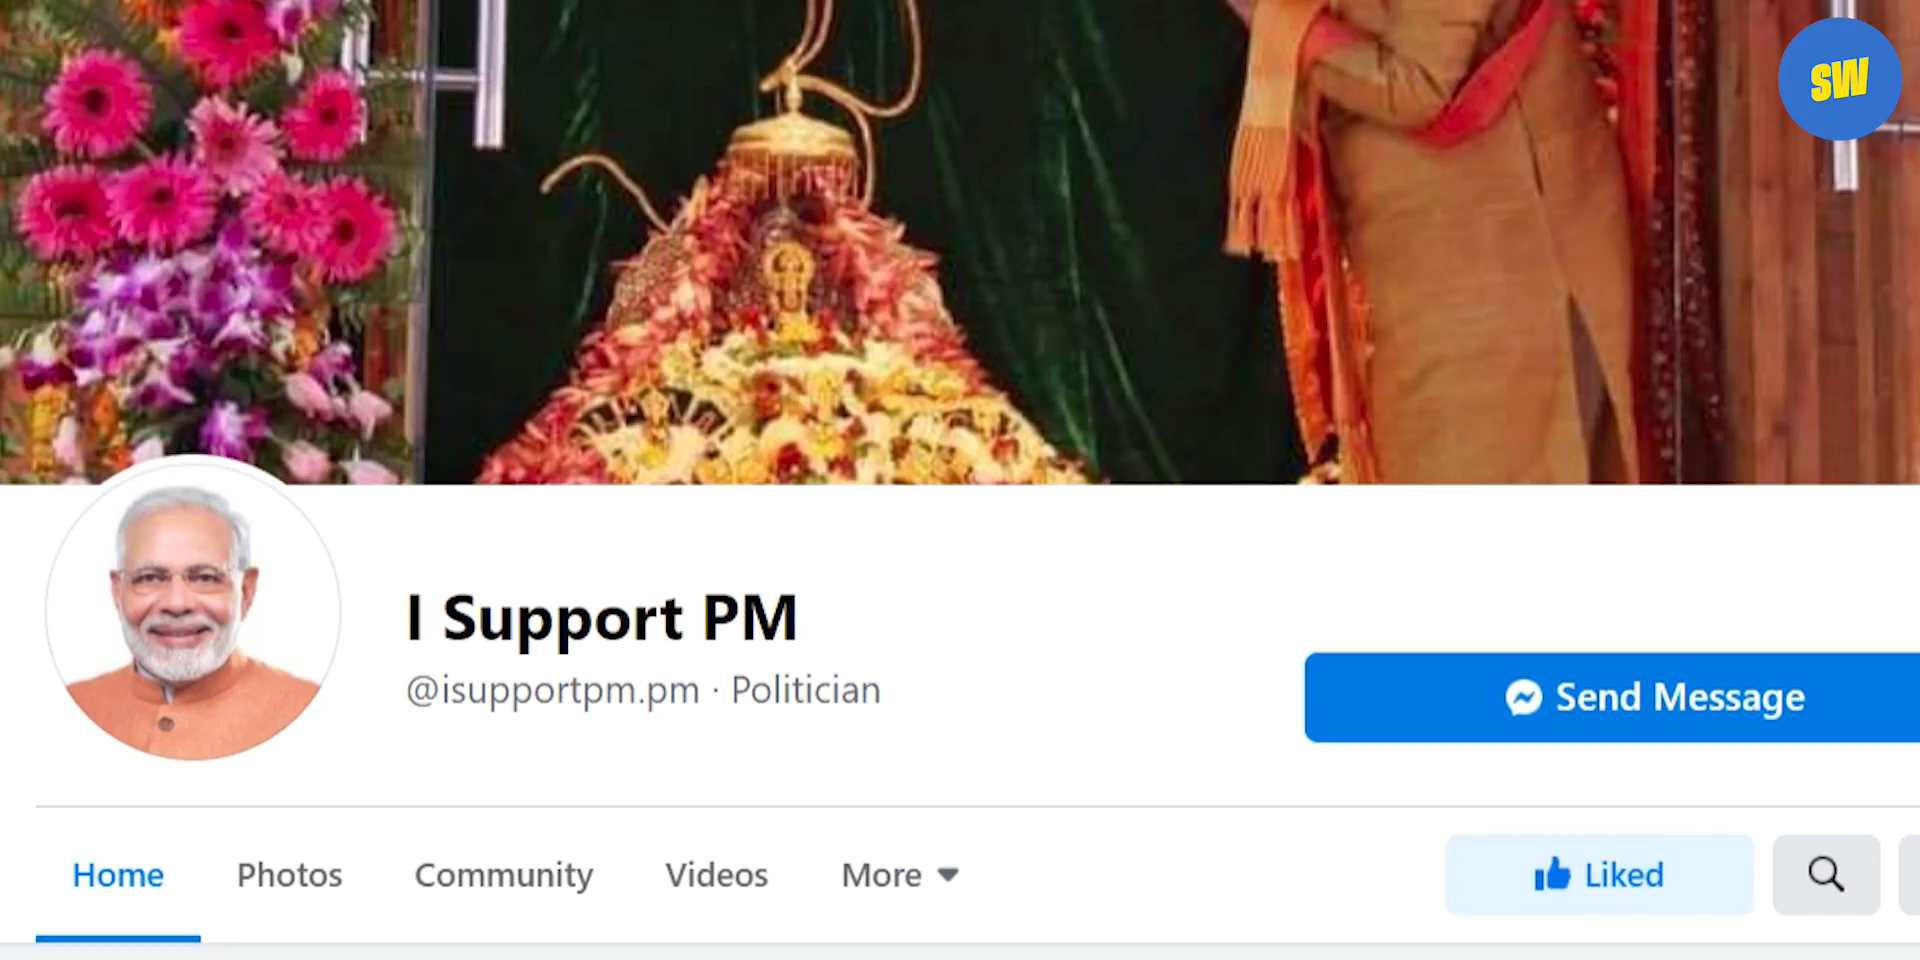 SW
I Support PM
@isupportpm.pm · Politician
Send Message
Home Photos Community Videos More
Liked